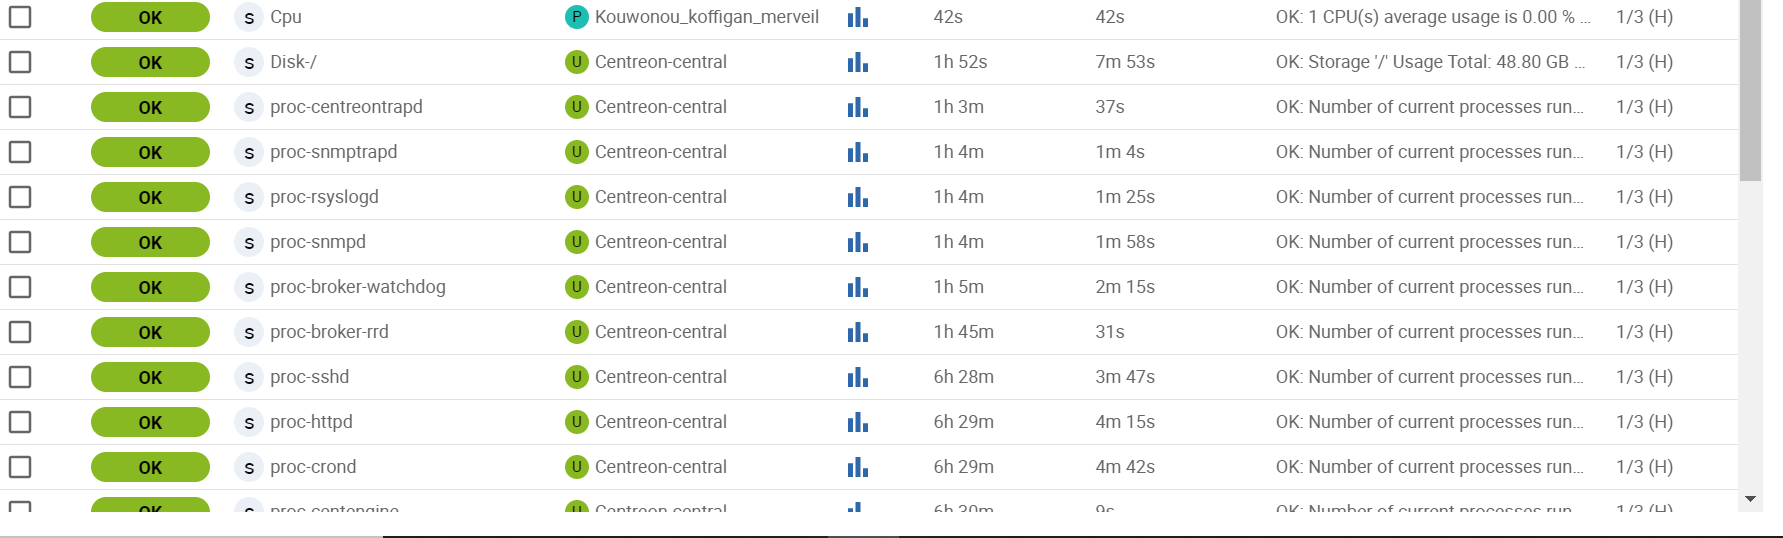 OK S Cpu P Kouwonou_koffigan_merveil 42s 42s OK: 1 CPU(s) average usage is 0.00 % ... 1/3 (H)
OK S Disk-/ U Centreon-central 1h 52s 7m 53s OK: Storage '/' Usage Total: 48.80 GB ... 1/3 (H)
OK S proc-centreontrapd U Centreon-central 1h 3m 37s OK: Number of current processes run... 1/3 (H)
OK S proc-snmptrapd U Centreon-central 1h 4m 1m 4s OK: Number of current processes run... 1/3 (H)
OK S proc-rsyslogd U Centreon-central 1h 4m 1m 25s OK: Number of current processes run... 1/3 (H)
OK S proc-snmpd U Centreon-central 1h 4m 1m 58s OK: Number of current processes run... 1/3 (H)
OK S proc-broker-watchdog U Centreon-central 1h 5m 2m 15s OK: Number of current processes run... 1/3 (H)
OK S proc-broker-rrd U Centreon-central 1h 45m 31s OK: Number of current processes run... 1/3 (H)
OK S proc-sshd U Centreon-central 6h 28m 3m 47s OK: Number of current processes run... 1/3 (H)
OK S proc-httpd U Centreon-central 6h 29m 4m 15s OK: Number of current processes run... 1/3 (H)
OK S proc-crond U Centreon-central 6h 29m 4m 42s OK: Number of current processes run... 1/3 (H)
OK S proc-centengine U Centreon-central 6h 30m 9s OK: Number of current processes run... 1/3 (H)